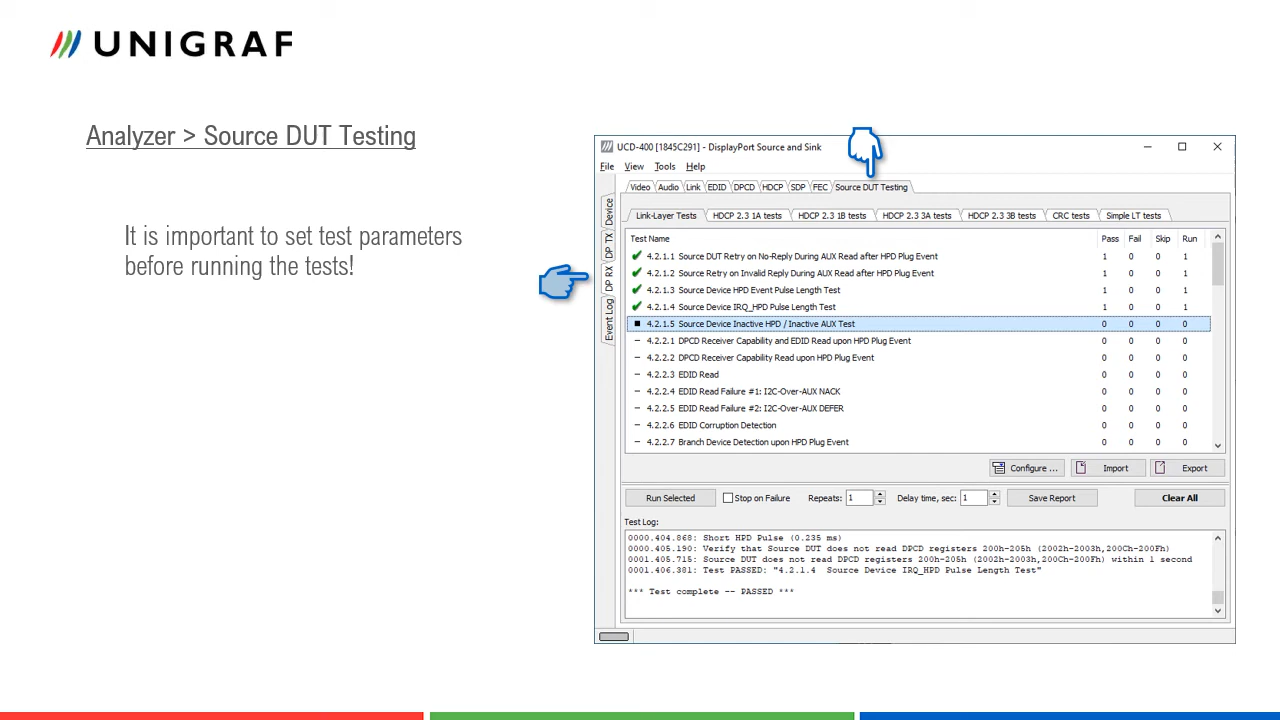 UNIGRAF
Analyzer > Source DUT Testing
It is important to set test parameters
before running the tests!
UCD-400 [1845C291] - DisplayPort Source and Sink
File View Tools Help
Video Audio Link EDID DPCD HDCP SDP FEC Source DUT Testing
Device
DP TX
DP RX
Event Log
Link-Layer Tests HDCP 2.3 1A tests HDCP 2.3 1B tests HDCP 2.3 3A tests HDCP 2.3 3B tests CRC tests Simple LT tests
Test Name Pass Fail Skip Run
4.2.1.1 Source DUT Retry on No-Reply During AUX Read after HPD Plug Event 1 0 0 1
4.2.1.2 Source Retry on Invalid Reply During AUX Read after HPD Plug Event 1 0 0 1
4.2.1.3 Source Device HPD Event Pulse Length Test 1 0 0 1
4.2.1.4 Source Device IRQ_HPD Pulse Length Test 1 0 0 1
4.2.1.5 Source Device Inactive HPD / Inactive AUX Test 0 0 0 0
4.2.2.1 DPCD Receiver Capability and EDID Read upon HPD Plug Event 0 0 0 0
4.2.2.2 DPCD Receiver Capability Read upon HPD Plug Event 0 0 0 0
4.2.2.3 EDID Read 0 0 0 0
4.2.2.4 EDID Read Failure #1: I2C-Over-AUX NACK 0 0 0 0
4.2.2.5 EDID Read Failure #2: I2C-Over-AUX DEFER 0 0 0 0
4.2.2.6 EDID Corruption Detection 0 0 0 0
4.2.2.7 Branch Device Detection upon HPD Plug Event 0 0 0 0
Configure ... Import Export
Run Selected Stop on Failure Repeats: 1 Delay time, sec: 1 Save Report Clear All
Test Log:
0000.404.868: Short HPD Pulse (0.235 ms)
0000.405.190: Verify that Source DUT does not read DPCD registers 200h-205h (2002h-2003h,200Ch-200Fh)
0001.405.715: Source DUT does not read DPCD registers 200h-205h (2002h-2003h,200Ch-200Fh) within 1 second
0001.406.301: Test PASSED: "4.2.1.4 Source Device IRQ_HPD Pulse Length Test"
*** Test complete -- PASSED ***